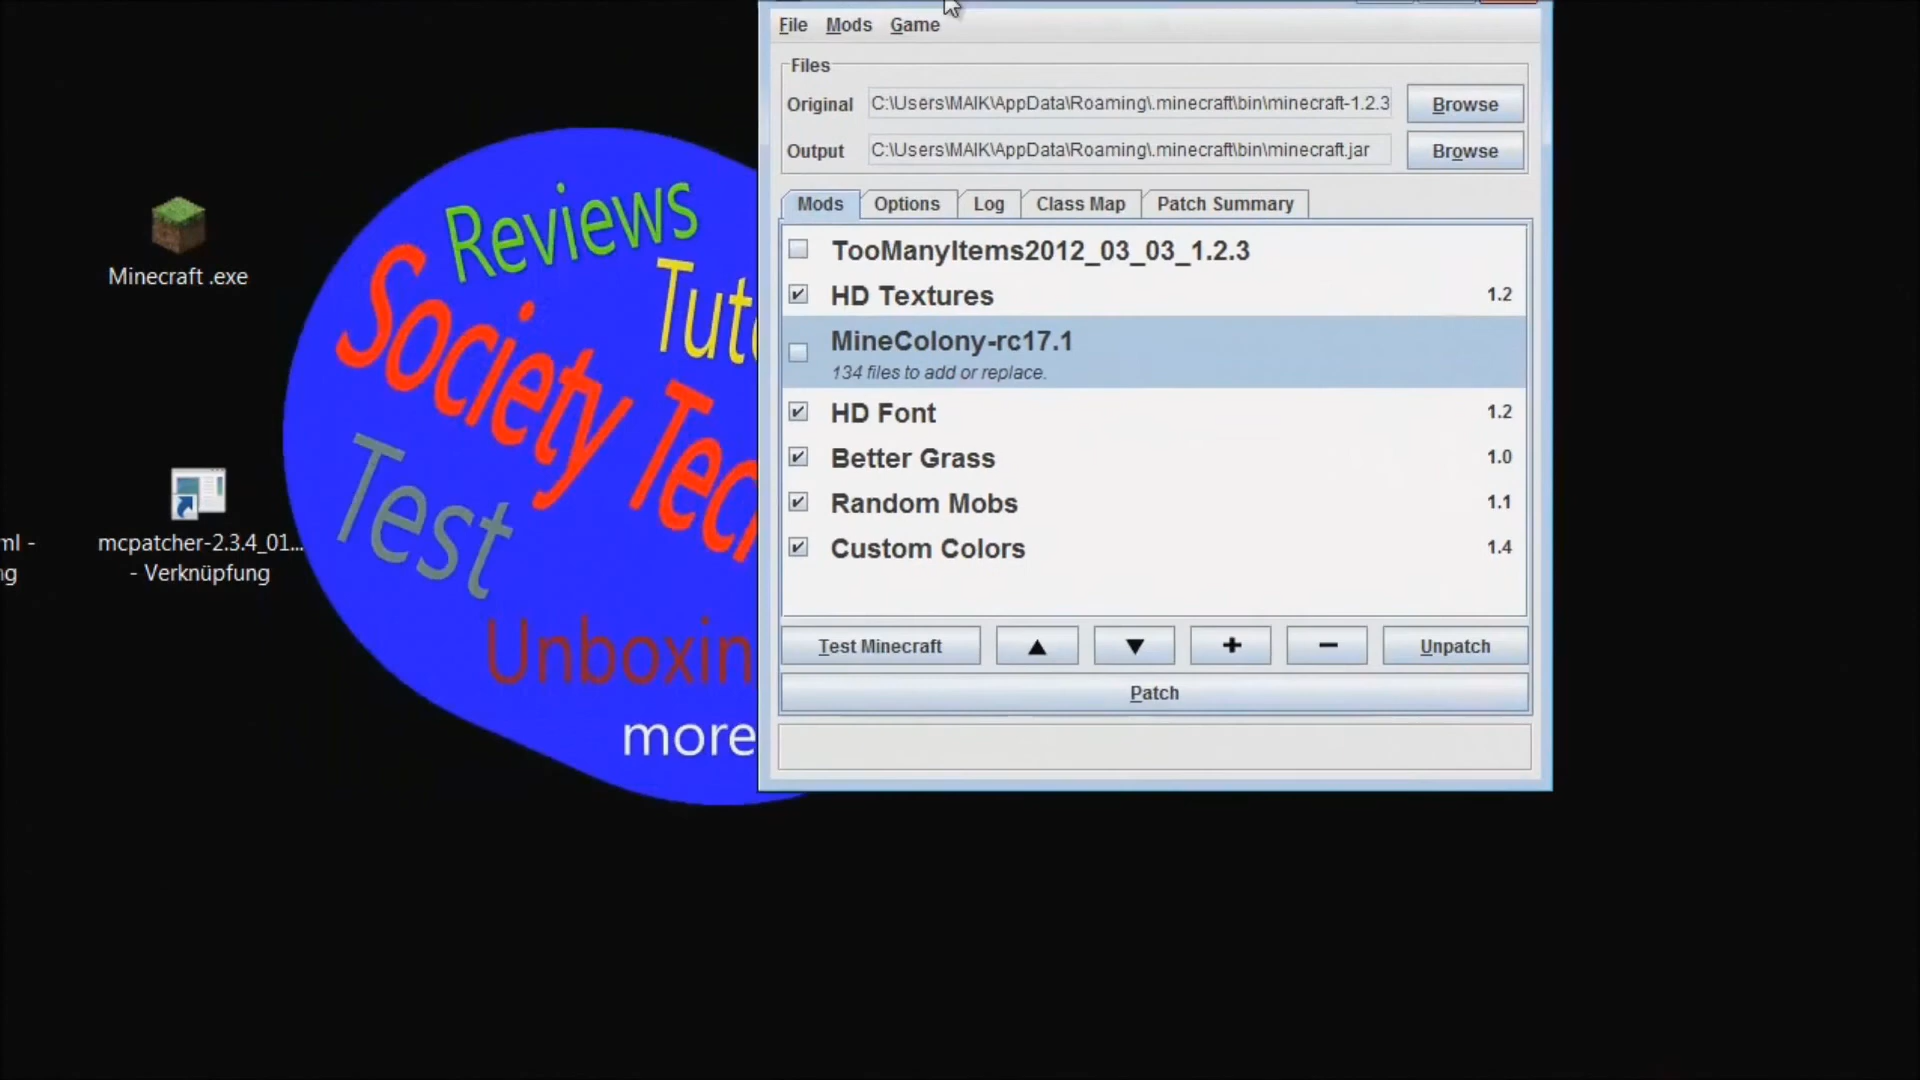 File Mods Game
Files
Original C:\Users\MAIK\AppData\Roaming\.minecraft\bin\minecraft-1.2.3 Browse
Output C:\Users\MAIK\AppData\Roaming\.minecraft\bin\minecraft.jar Browse
Mods Options Log Class Map Patch Summary
TooManyItems2012_03_03_1.2.3
HD Textures 1.2
MineColony-rc17.1
134 files to add or replace.
HD Font 1.2
Better Grass 1.0
Random Mobs 1.1
Custom Colors 1.4
Test Minecraft + − Unpatch
Patch
Minecraft .exe
mcpatcher-2.3.4_01...
- Verknüpfung
ml -
g
Reviews
Tuto
Society Tec
Test
Unboxin
more